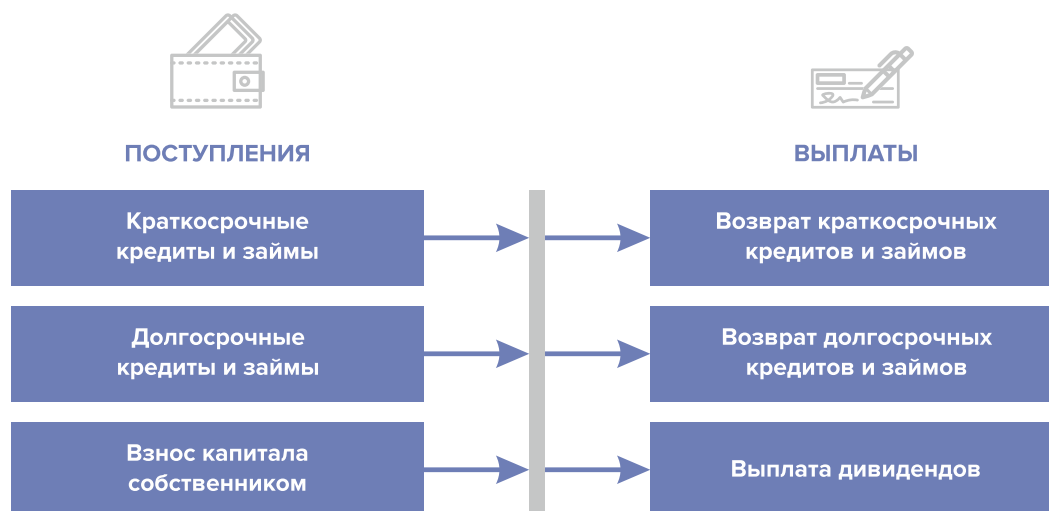 ПОСТУПЛЕНИЯ
ВЫПЛАТЫ
Краткосрочные
кредиты и займы
Возврат краткосрочных
кредитов и займов
Долгосрочные
кредиты и займы
Возврат долгосрочных
кредитов и займов
Взнос капитала
собственником
Выплата дивидендов